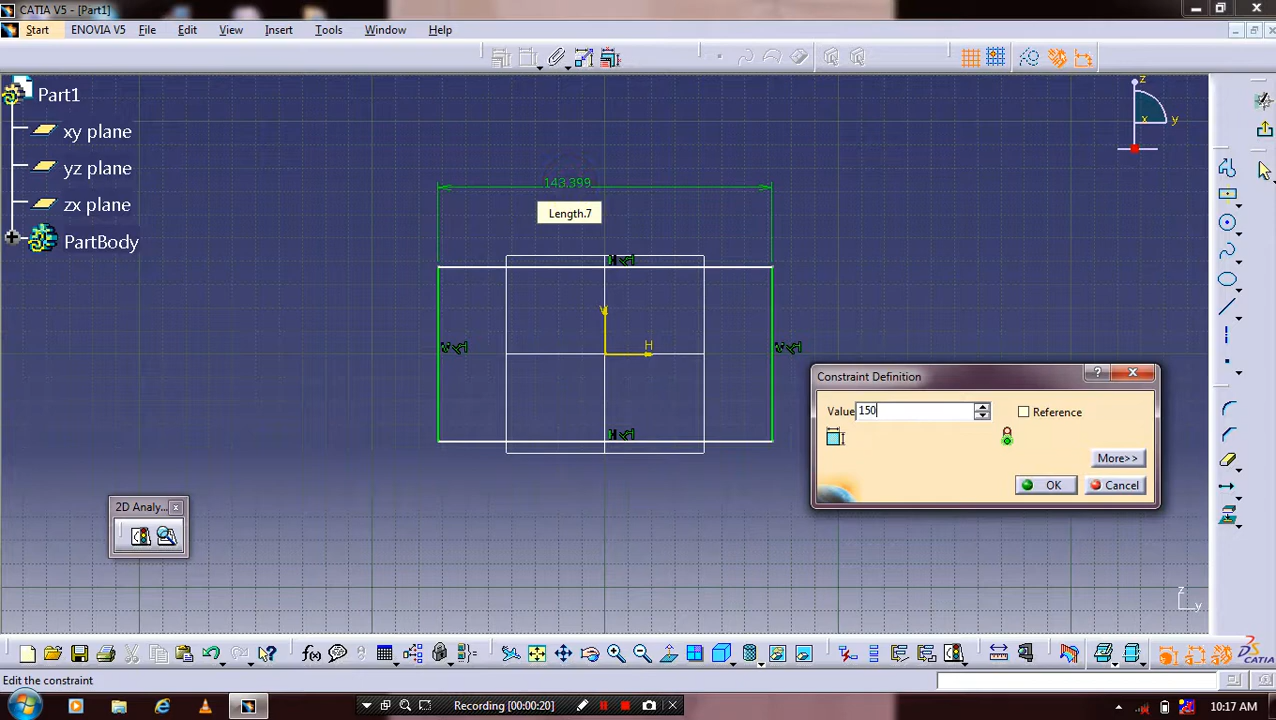 CATIA V5 - [Part1]
Start ENOVIA V5 File Edit View Insert Tools Window Help
Part1
xy plane
yz plane
zx plane
PartBody
z
x
y
143.399
Length.7
H
V
H
H
V
V
H
Constraint Definition
Value 150
Reference
More>>
OK
Cancel
2D Analy...
z
y
f(x)
CATIA
Edit the constraint
Recording [00:00:20]
10:17 AM